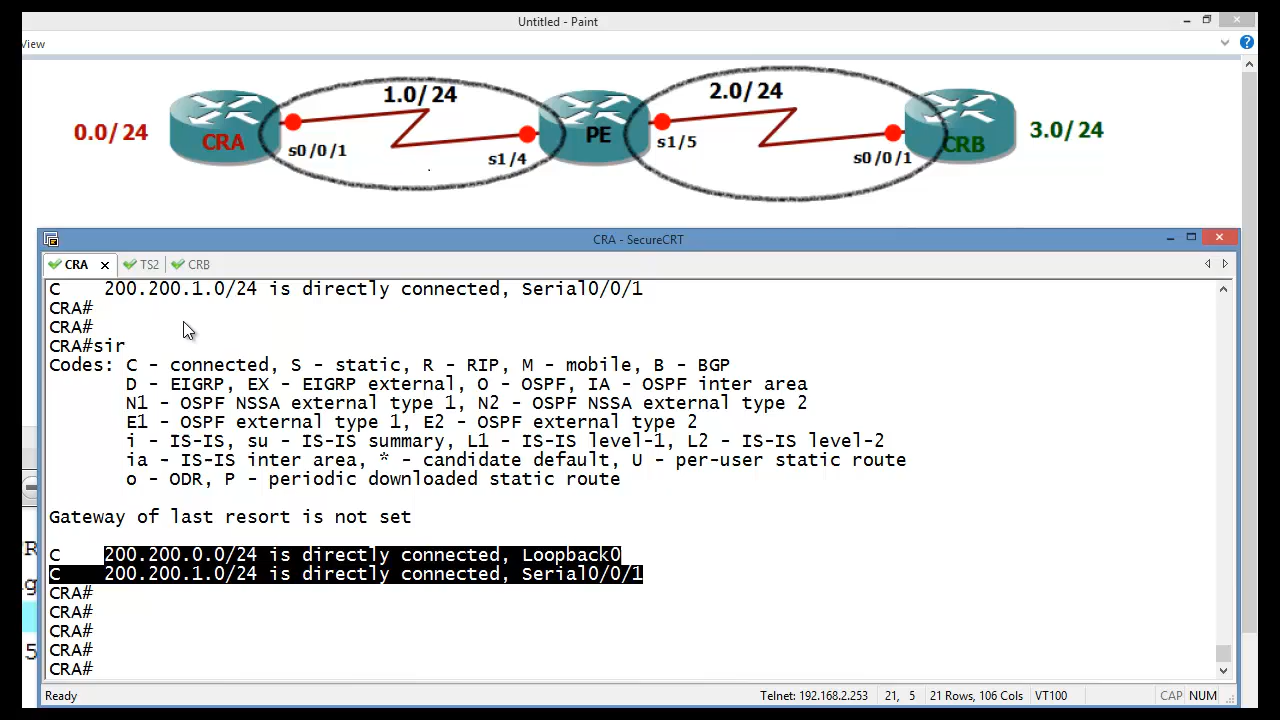 Untitled - Paint
View
1.0/24
2.0/24
0.0/24
CRA
PE
CRB
3.0/24
s0/0/1
s1/4
s1/5
s0/0/1
CRA - SecureCRT
CRA
TS2
CRB
C    200.200.1.0/24 is directly connected, Serial0/0/1
CRA#
CRA#
CRA#sir
Codes: C - connected, S - static, R - RIP, M - mobile, B - BGP
D - EIGRP, EX - EIGRP external, O - OSPF, IA - OSPF inter area
N1 - OSPF NSSA external type 1, N2 - OSPF NSSA external type 2
E1 - OSPF external type 1, E2 - OSPF external type 2
i - IS-IS, su - IS-IS summary, L1 - IS-IS level-1, L2 - IS-IS level-2
ia - IS-IS inter area, * - candidate default, U - per-user static route
o - ODR, P - periodic downloaded static route
Gateway of last resort is not set
C    200.200.0.0/24 is directly connected, Loopback0
C    200.200.1.0/24 is directly connected, Serial0/0/1
CRA#
CRA#
CRA#
CRA#
CRA#
R
g
5
Ready
Telnet: 192.168.2.253
21, 5
21 Rows, 106 Cols
VT100
CAP
NUM